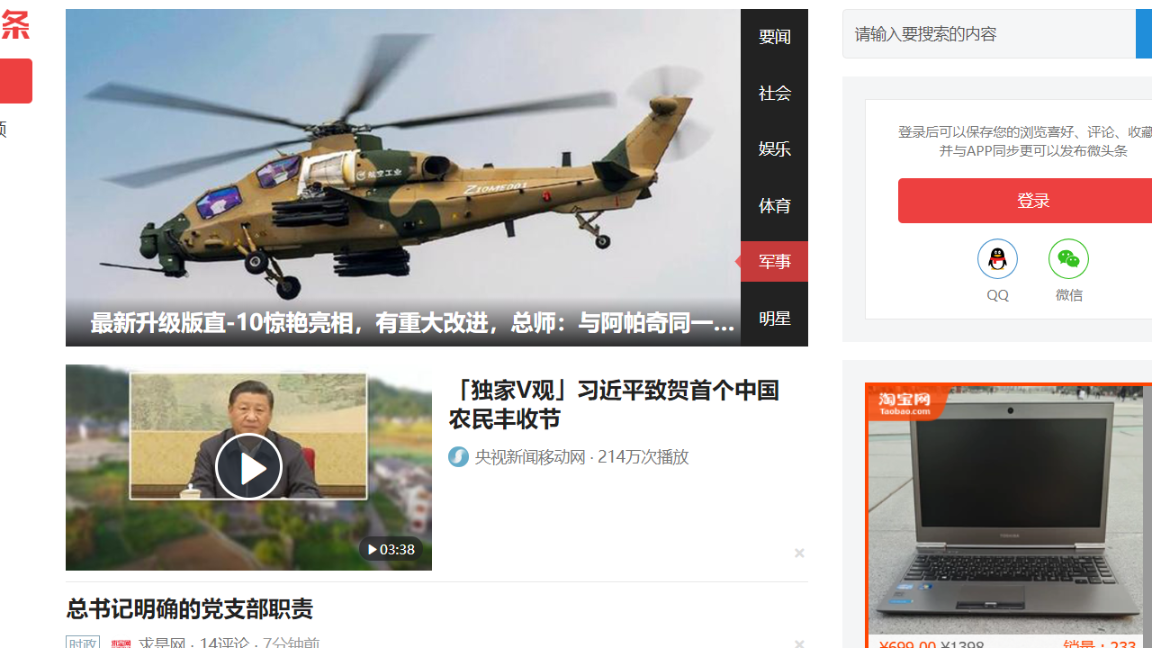 条
频
要闻
社会
娱乐
体育
军事
明星
航空工业
最新升级版直-10惊艳亮相，有重大改进，总师：与阿帕奇同一...
03:38
「独家V观」习近平致贺首个中国
农民丰收节
央视新闻移动网 · 214万次播放
总书记明确的党支部职责
时政 求是网 · 14评论 · 7分钟前
请输入要搜索的内容
登录后可以保存您的浏览喜好、评论、收藏
并与APP同步更可以发布微头条
登录
QQ
微信
淘宝网
Taobao.com
TOSHIBA
¥699.00 ¥1398 销量：233